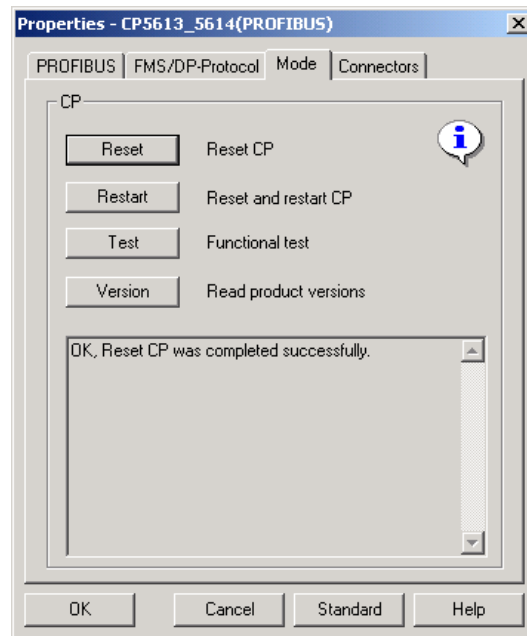 Properties - CP5613_5614(PROFIBUS)
PROFIBUS FMS/DP-Protocol Mode Connectors
CP
Reset Reset CP
Restart Reset and restart CP
Test Functional test
Version Read product versions
OK, Reset CP was completed successfully.
OK Cancel Standard Help